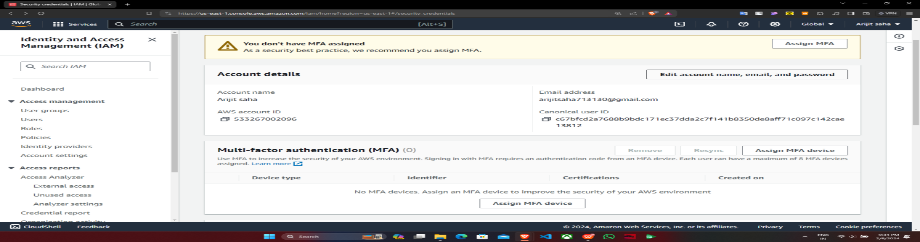 Security credentials | IAM | Glob
https://us-east-1.console.aws.amazon.com/iam/home?region=us-east-1#/security_credentials
aws
Services
Search
[Alt+S]
Global
Arijit saha
Identity and Access
Management (IAM)
Search IAM
Dashboard
Access management
User groups
Users
Roles
Policies
Identity providers
Account settings
Access reports
Access Analyzer
External access
Unused access
Analyzer settings
Credential report
Organization activity
You don't have MFA assigned
As a security best practice, we recommend you assign MFA.
Assign MFA
Account details
Edit account name, email, and password
Account name
Arijit saha
Email address
arijitsaha713130@gmail.com
AWS account ID
533267002096
Canonical user ID
Multi-factor authentication (MFA) (0)
Remove
Resync
Assign MFA device
Use MFA to increase the security of your AWS environment. Signing in with MFA requires an authentication code from an MFA device. Each user can have a maximum of 8 MFA devices
assigned. Learn more
Device type
Identifier
Certifications
Created on
No MFA devices. Assign an MFA device to improve the security of your AWS environment
Assign MFA device
CloudShell
Feedback
© 2024, Amazon Web Services, Inc. or its affiliates.
Privacy
Terms
Cookie preferences
Search